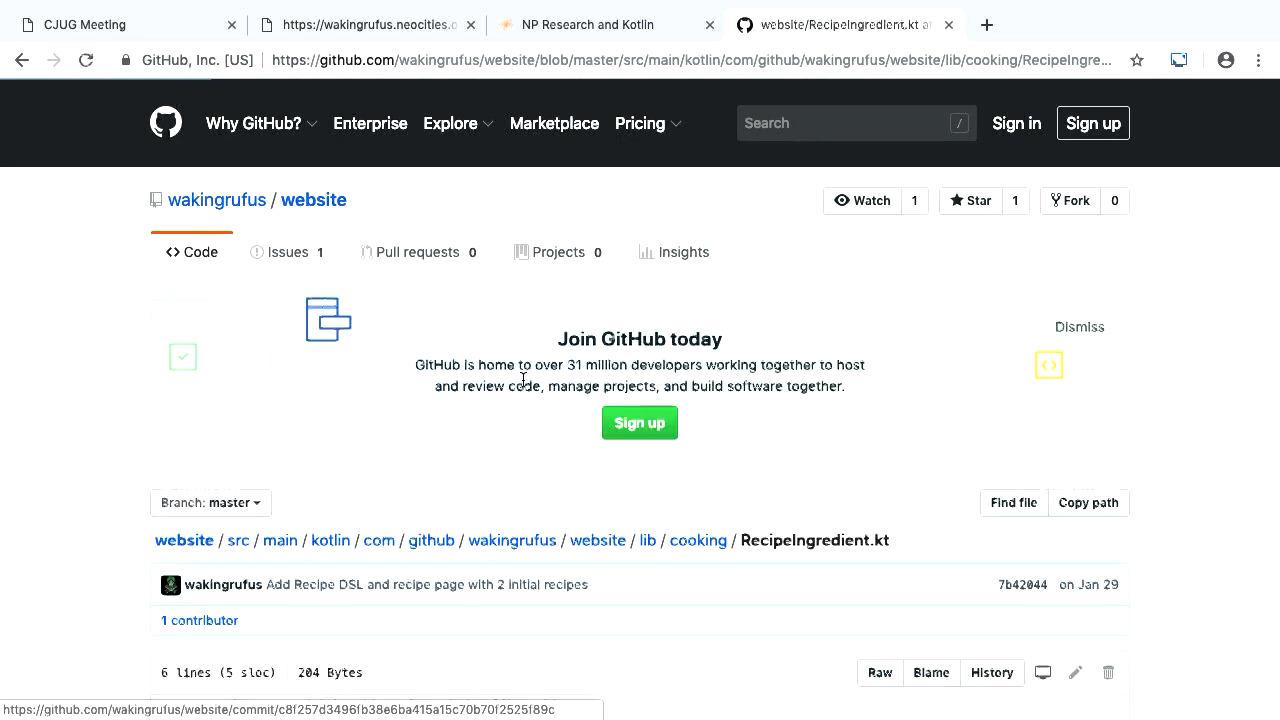 CJUG Meeting
https://wakingrufus.neocities.o
NP Research and Kotlin
website/RecipeIngredient.kt at
GitHub, Inc. [US]
https://github.com/wakingrufus/website/blob/master/src/main/kotlin/com/github/wakingrufus/website/lib/cooking/RecipeIngre...
Why GitHub? Enterprise Explore Marketplace Pricing
Search /
Sign in Sign up
wakingrufus / website
Watch 1 Star 1 Fork 0
Code Issues 1 Pull requests 0 Projects 0 Insights
Join GitHub today
Dismiss
GitHub is home to over 31 million developers working together to host
and review code, manage projects, and build software together.
Sign up
Branch: master
Find file Copy path
website / src / main / kotlin / com / github / wakingrufus / website / lib / cooking / RecipeIngredient.kt
wakingrufus Add Recipe DSL and recipe page with 2 initial recipes
7b42044 on Jan 29
1 contributor
6 lines (5 sloc) 204 Bytes
Raw Blame History
https://github.com/wakingrufus/website/commit/c8f257d3496fb38e6ba415a15c70b70f2525f89c